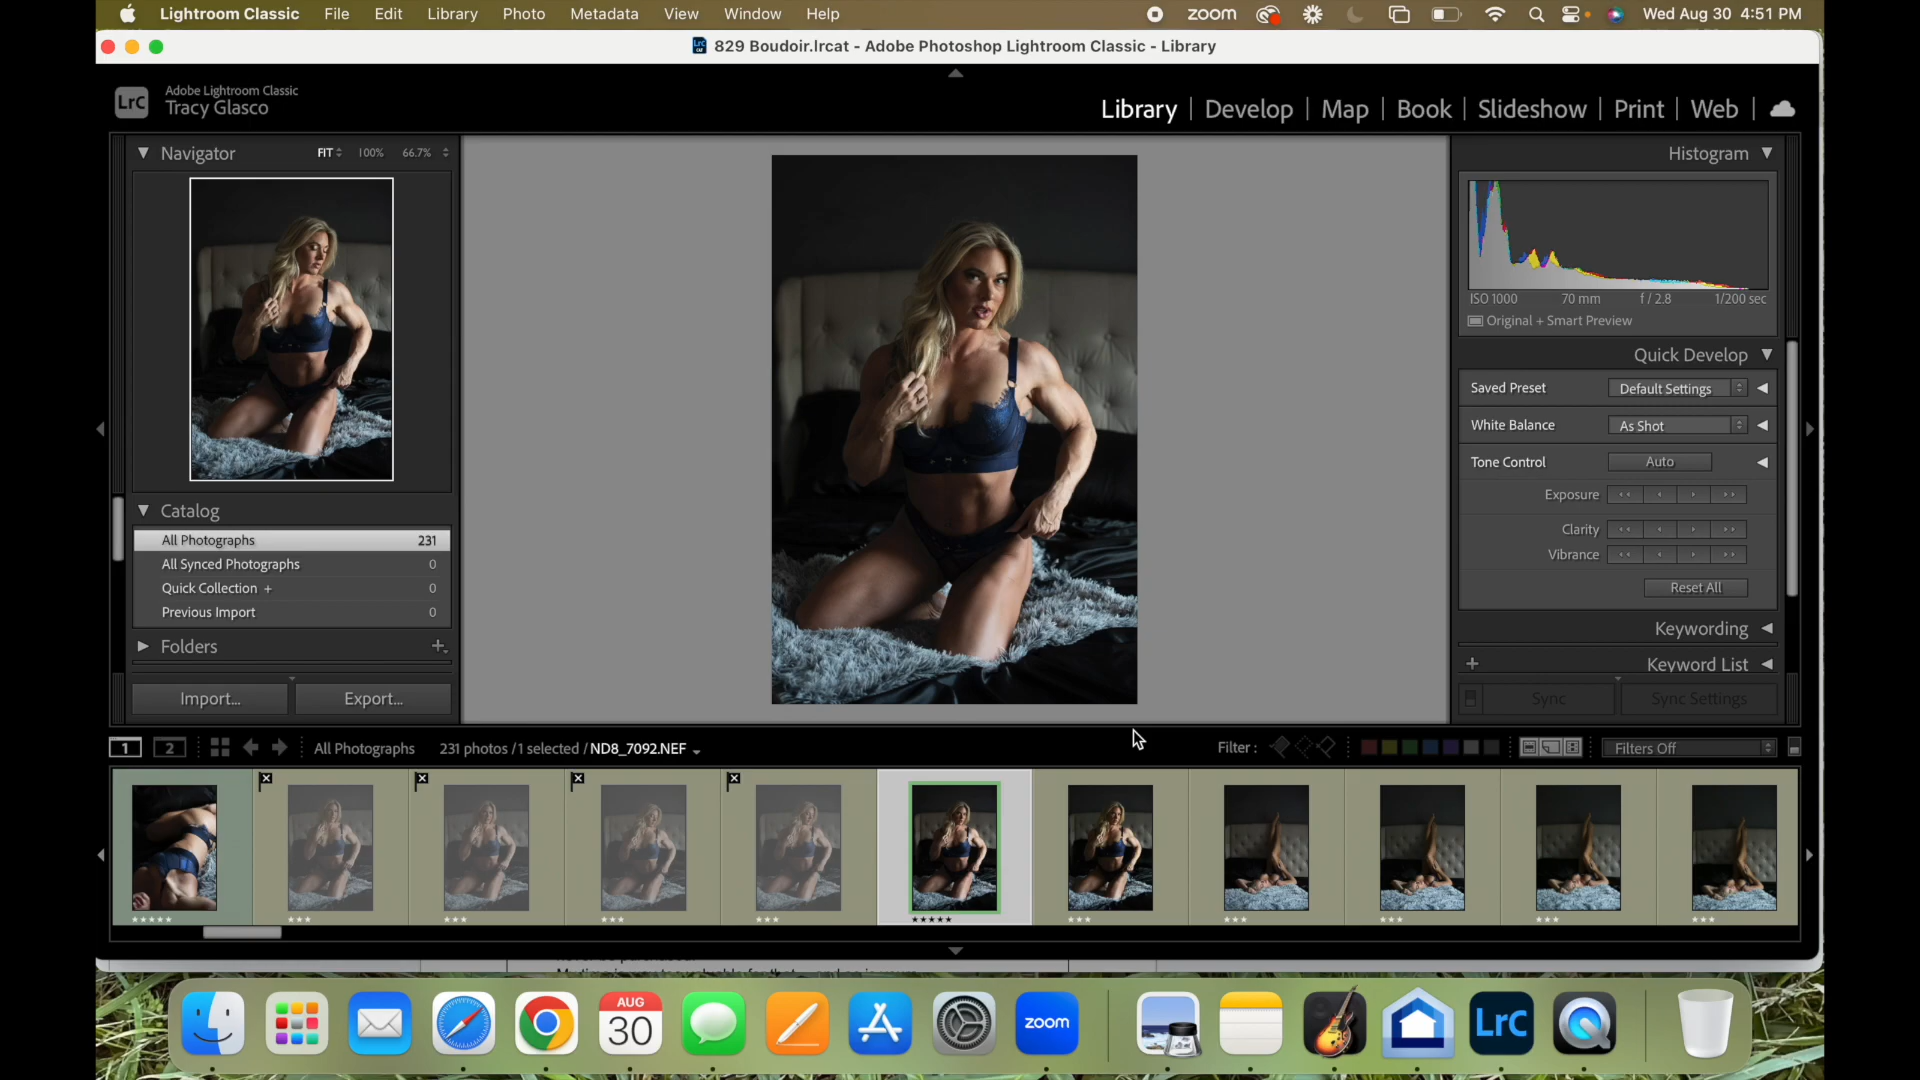 Lightroom Classic File Edit Library Photo Metadata View Window Help zoom Wed Aug 30 4:51 PM
829 Boudoir.lrcat - Adobe Photoshop Lightroom Classic - Library
LrC Adobe Lightroom Classic
Tracy Glasco
Library | Develop | Map | Book | Slideshow | Print | Web |
Navigator FIT 100% 66.7%
Histogram
ISO 1000 70 mm f / 2.8 1/200 sec
Original + Smart Preview
Quick Develop
Saved Preset Default Settings
White Balance As Shot
Tone Control Auto
Exposure
Clarity
Vibrance
Reset All
Keywording
+ Keyword List
Sync Sync Settings
Catalog
All Photographs 231
All Synced Photographs 0
Quick Collection + 0
Previous Import 0
Folders +
Import... Export...
1 2 All Photographs 231 photos / 1 selected / ND8_7092.NEF Filter : Filters Off
AUG
30
zoom
LrC